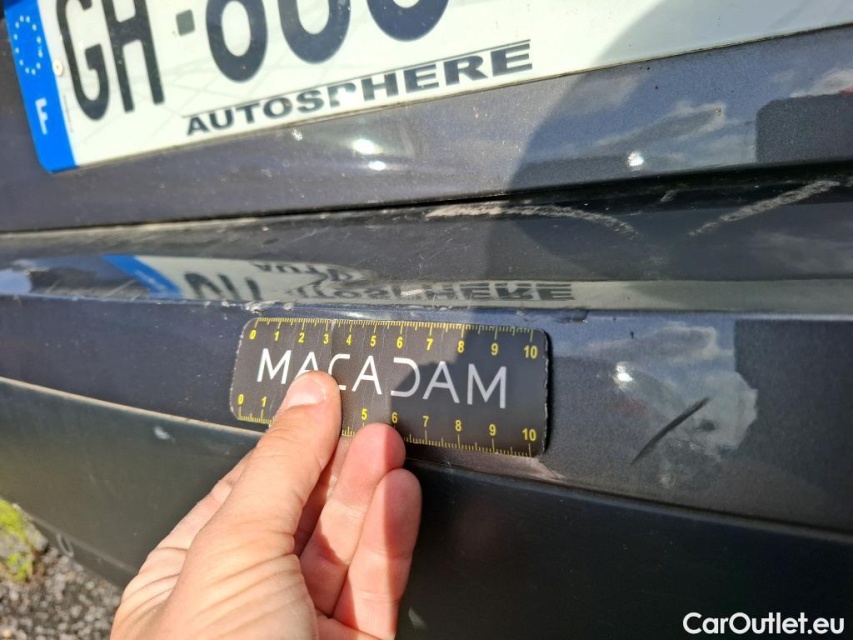 F
GH-
AUTOSPHERE
0 1 2 3 4 5 6 7 8 9 10
MACADAM
0 1 5 6 7 8 9 10
CarOutlet.eu